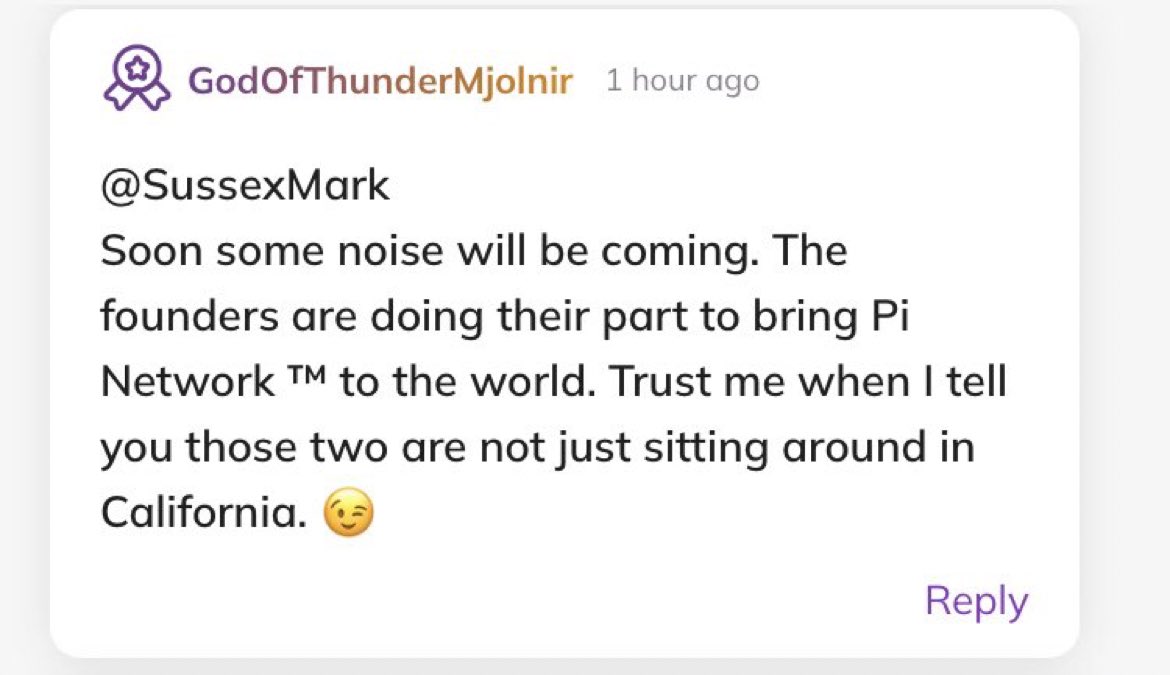 GodOfThunderMjolnir 1 hour ago
@SussexMark
Soon some noise will be coming. The
founders are doing their part to bring Pi
Network ™ to the world. Trust me when I tell
you those two are not just sitting around in
California. 😉
Reply